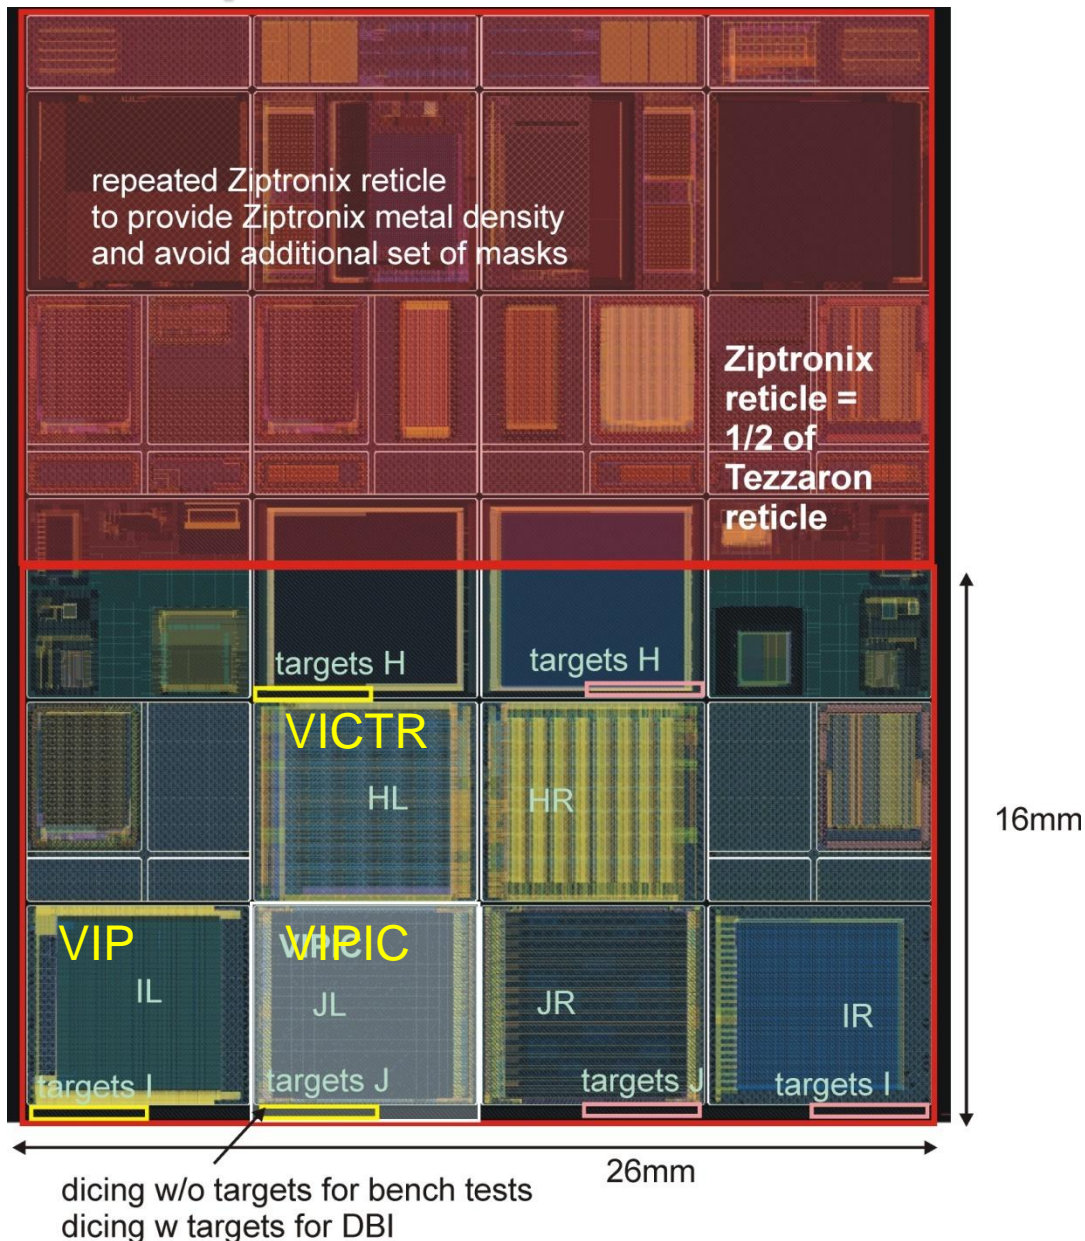 repeated Ziptronix reticle
to provide Ziptronix metal density
and avoid additional set of masks
Ziptronix
reticle =
1/2 of
Tezzaron
reticle
targets H
targets H
VICTR
HL
HR
16mm
VIP
VIPIC
VIPIC
IL
JL
JR
IR
targets I
targets J
targets J
targets I
26mm
dicing w/o targets for bench tests
dicing w targets for DBI